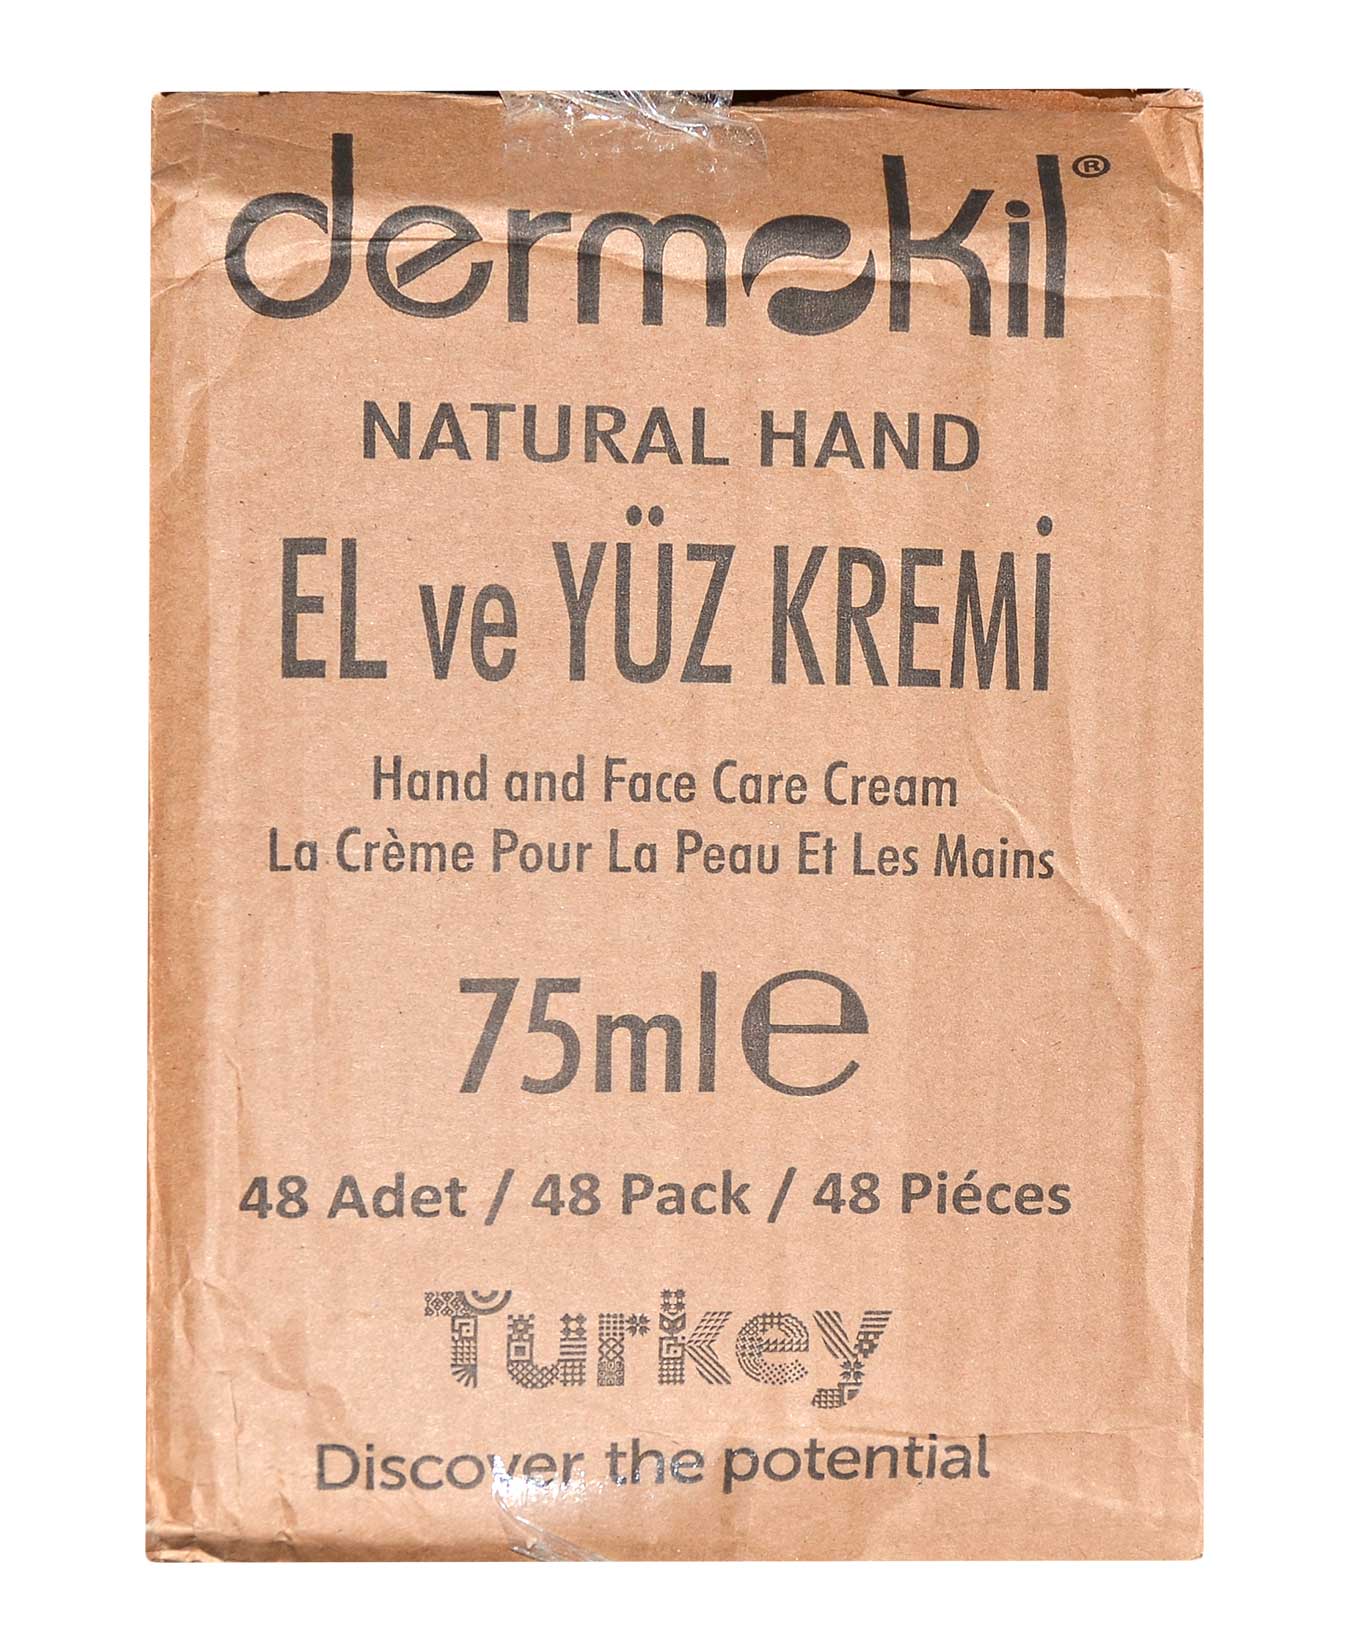 dermokil®
NATURAL HAND
EL ve YÜZ KREMİ
Hand and Face Care Cream
La Crème Pour La Peau Et Les Mains
75ml e
48 Adet / 48 Pack / 48 Piéces
Turkey
Discover the potential